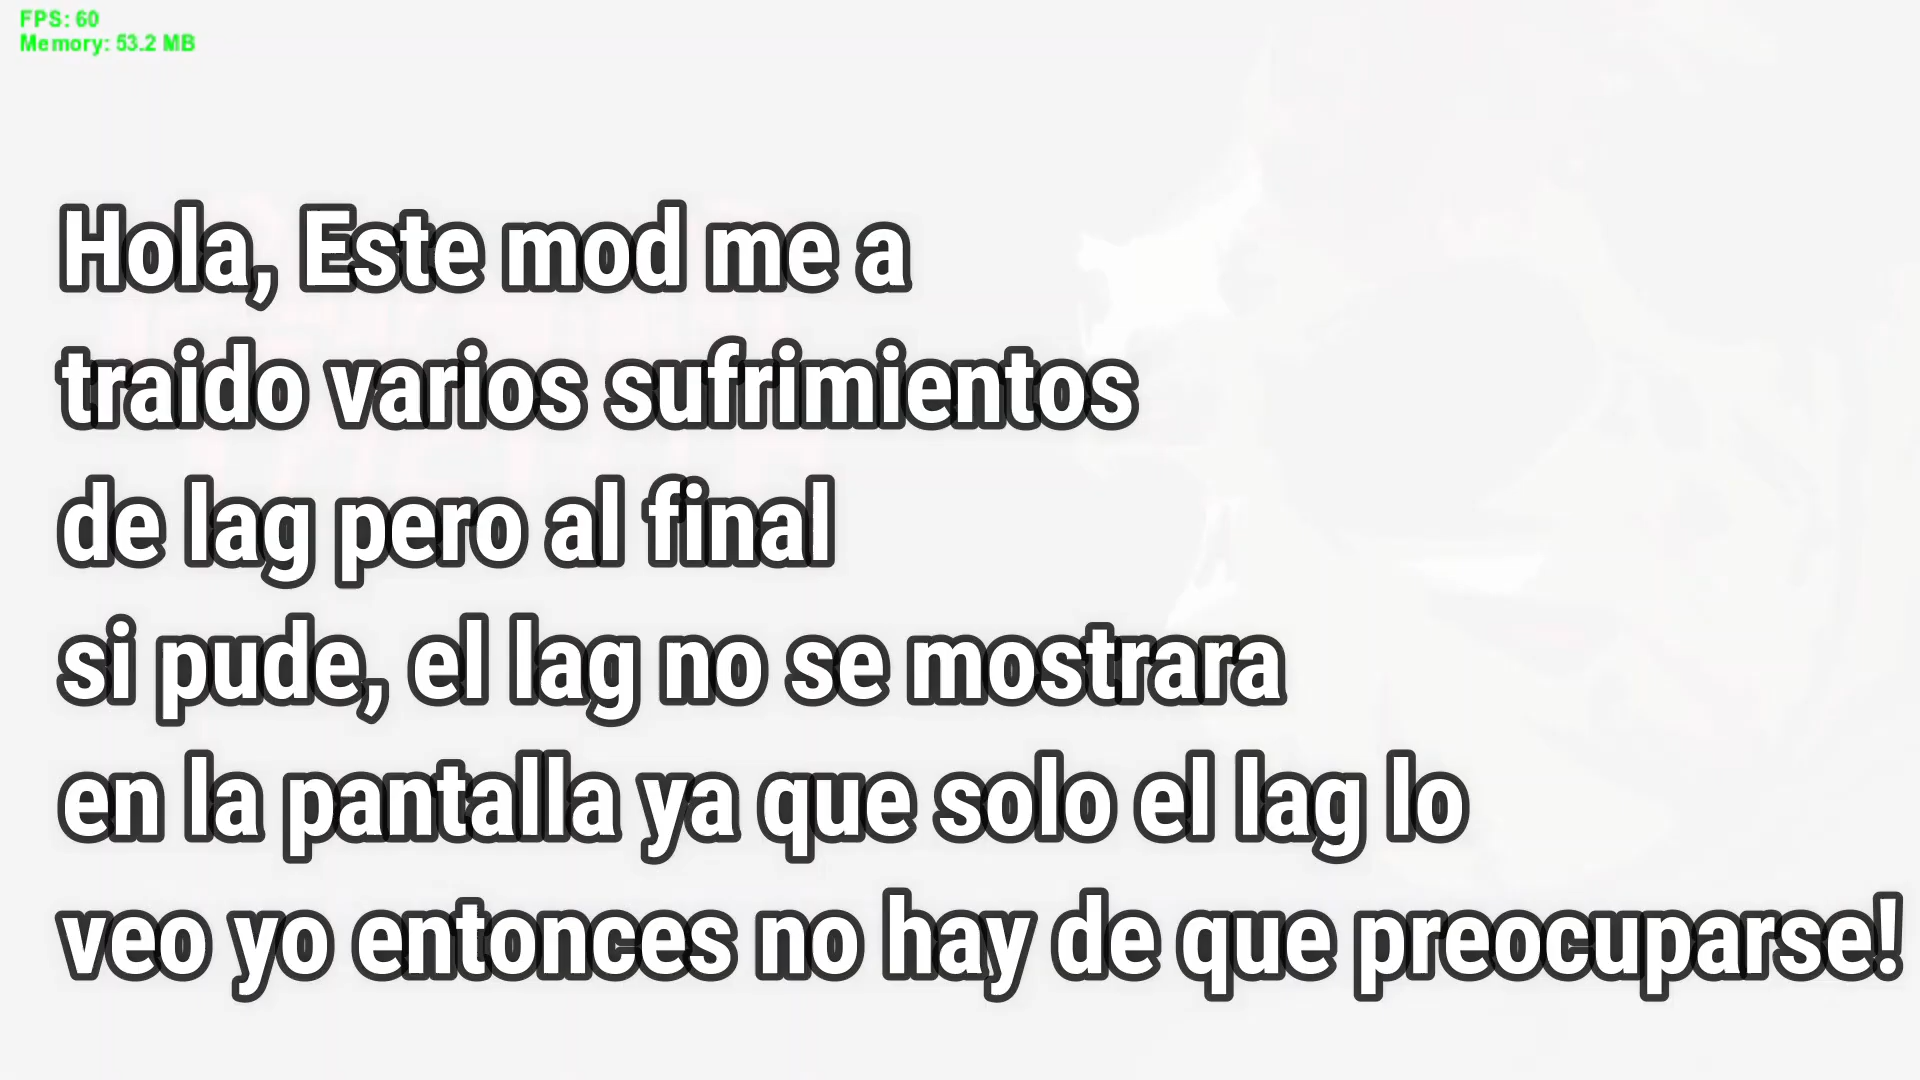 FPS: 60
Memory: 53.2 MB
Hola, Este mod me a
traido varios sufrimientos
de lag pero al final
si pude, el lag no se mostrara
en la pantalla ya que solo el lag lo
veo yo entonces no hay de que preocuparse!